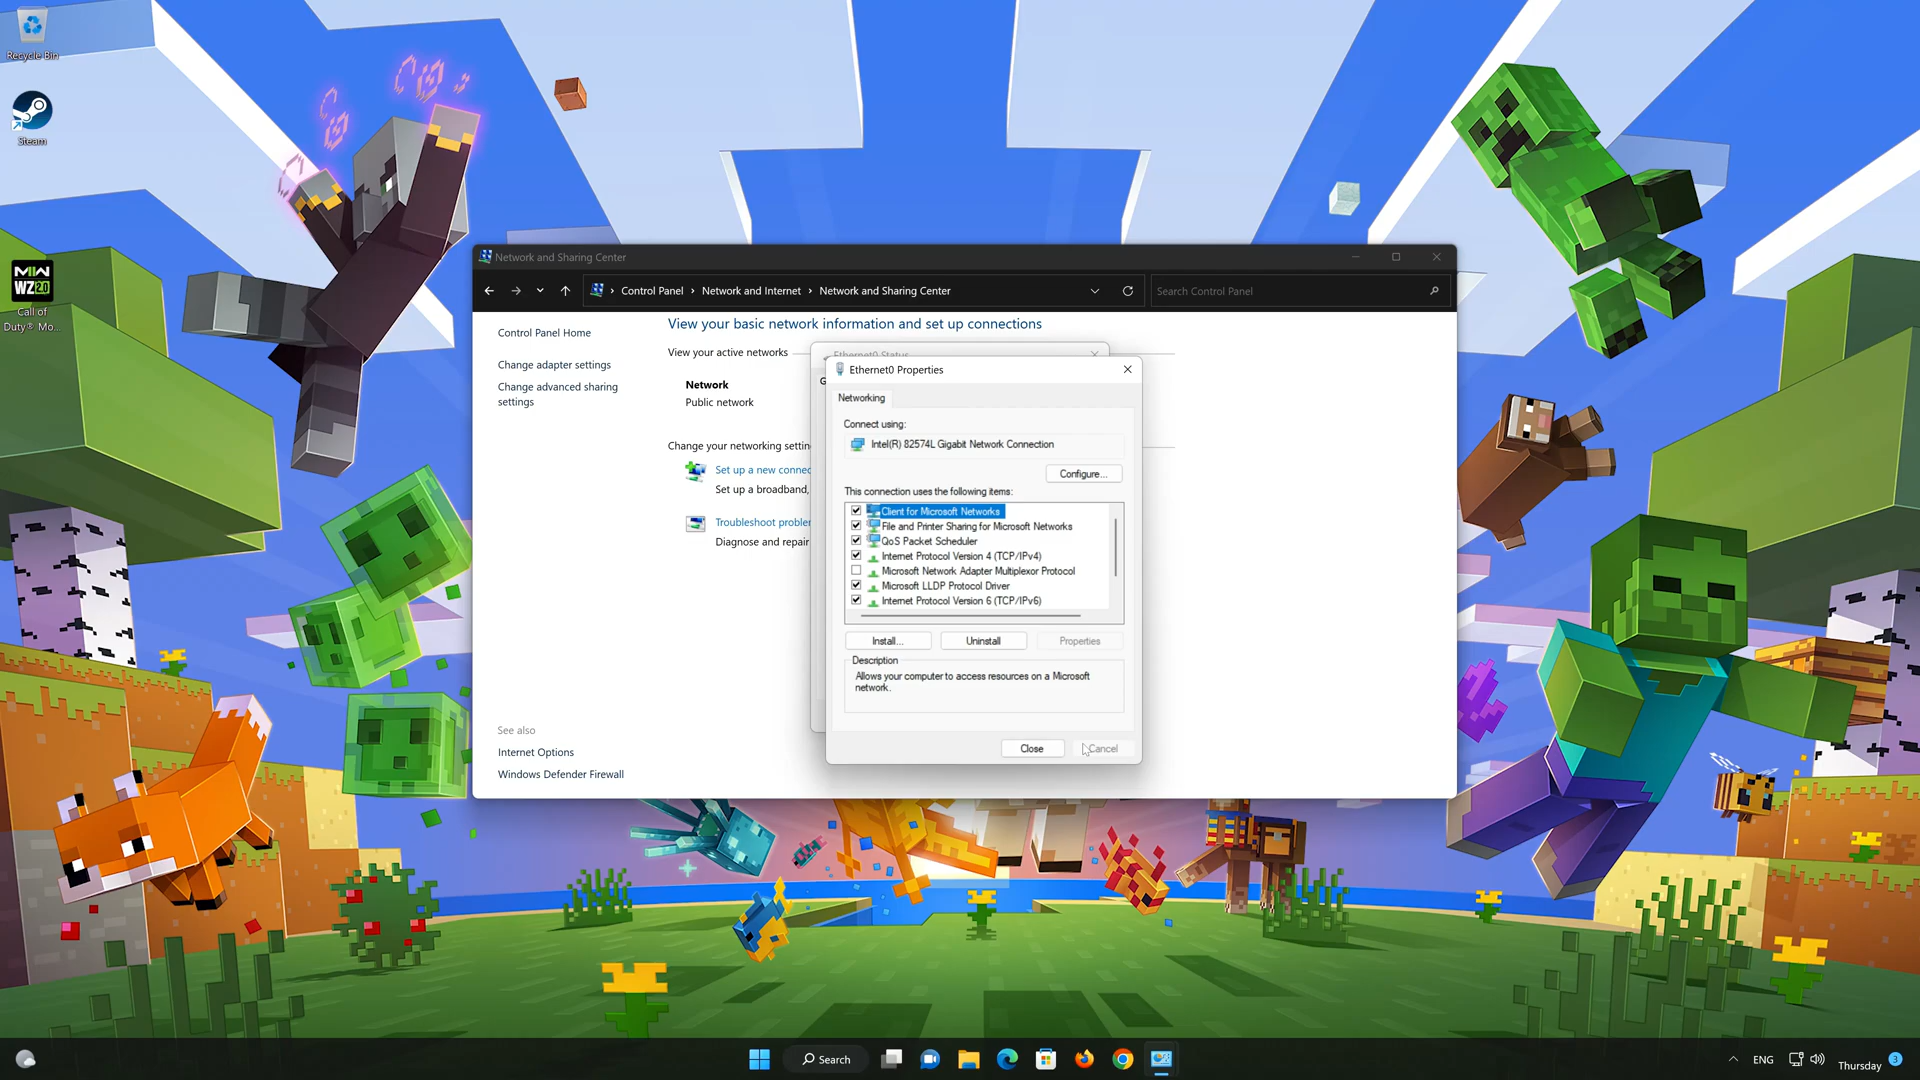 Recycle Bin
Steam
MW
WZ 2.0
Call of
Duty® Mo...
Network and Sharing Center
Control Panel
Network and Internet
Network and Sharing Center
Search Control Panel
Control Panel Home
Change adapter settings
Change advanced sharing
settings
See also
Internet Options
Windows Defender Firewall
View your basic network information and set up connections
View your active networks
Network
Public network
Change your networking settin
Set up a new connec
Set up a broadband,
Troubleshoot probler
Diagnose and repair
Ethernet0 Status
G
Ethernet0 Properties
Networking
Connect using:
Intel(R) 82574L Gigabit Network Connection
Configure...
This connection uses the following items:
Client for Microsoft Networks
File and Printer Sharing for Microsoft Networks
QoS Packet Scheduler
Internet Protocol Version 4 (TCP/IPv4)
Microsoft Network Adapter Multiplexor Protocol
Microsoft LLDP Protocol Driver
Internet Protocol Version 6 (TCP/IPv6)
Install...
Uninstall
Properties
Description
Allows your computer to access resources on a Microsoft
network.
Close
Cancel
Search
ENG
Thursday
3